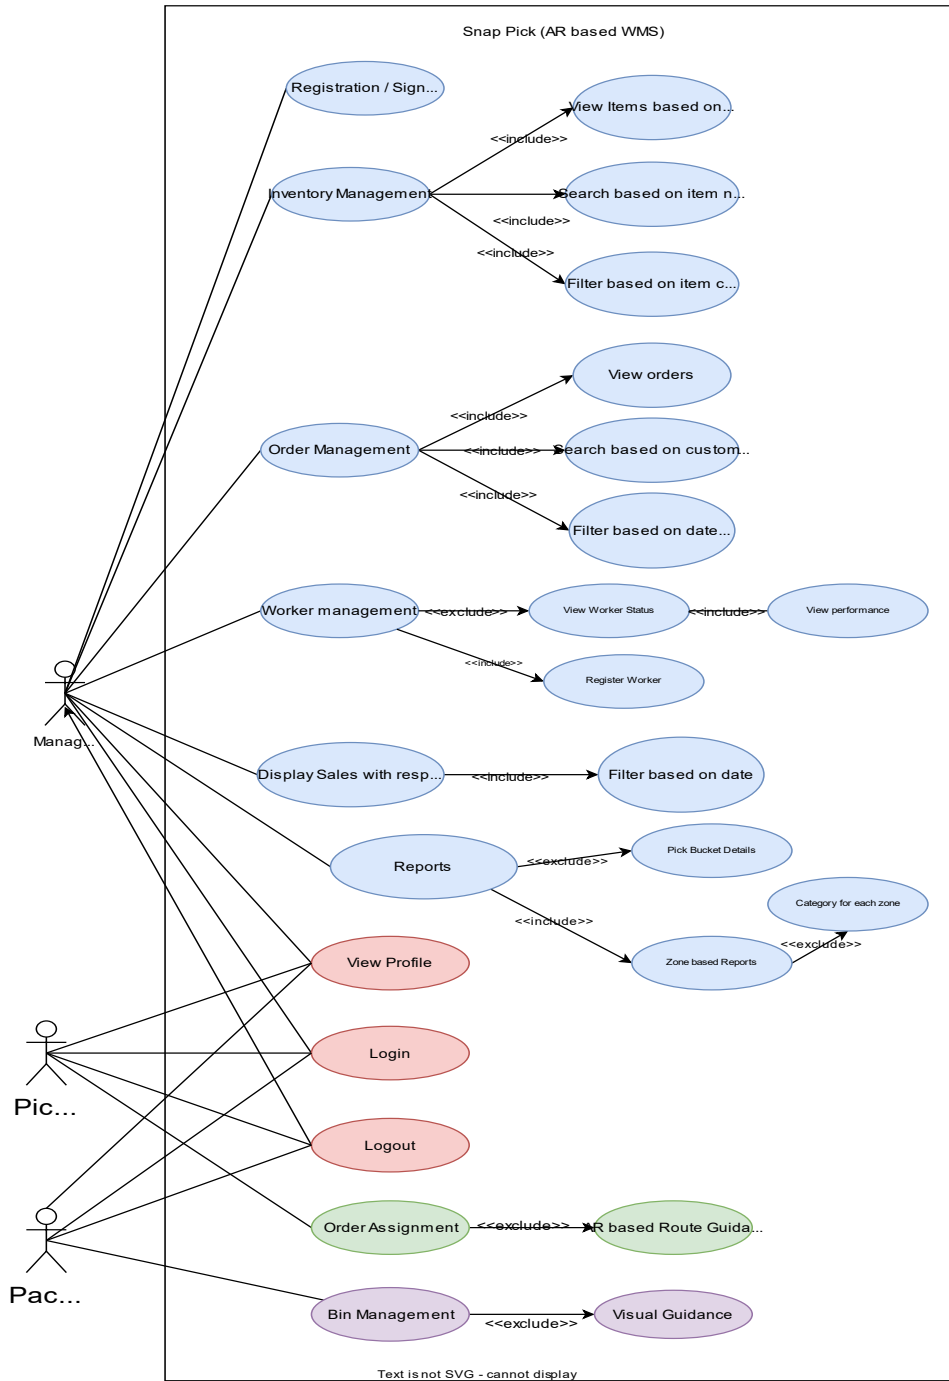 Snap Pick (AR based WMS)
Registration / Sign...
View Items based on...
<<include>>
Inventory Management
Search based on item n...
<<include>>
<<include>>
Filter based on item c...
View orders
<<include>>
Order Management
<<include>>
Search based on custom...
<<include>>
Filter based on date...
Worker management
<<exclude>>
View Worker Status
<<include>>
View performance
<<include>>
Register Worker
Manag...
Display Sales with resp...
<<include>>
Filter based on date
Reports
<<exclude>>
Pick Bucket Details
Category for each zone
<<include>>
<<exclude>>
Zone based Reports
View Profile
Login
Pic...
Logout
Order Assignment
<<exclude>>
AR based Route Guida...
Pac...
Bin Management
<<exclude>>
Visual Guidance
Text is not SVG - cannot display